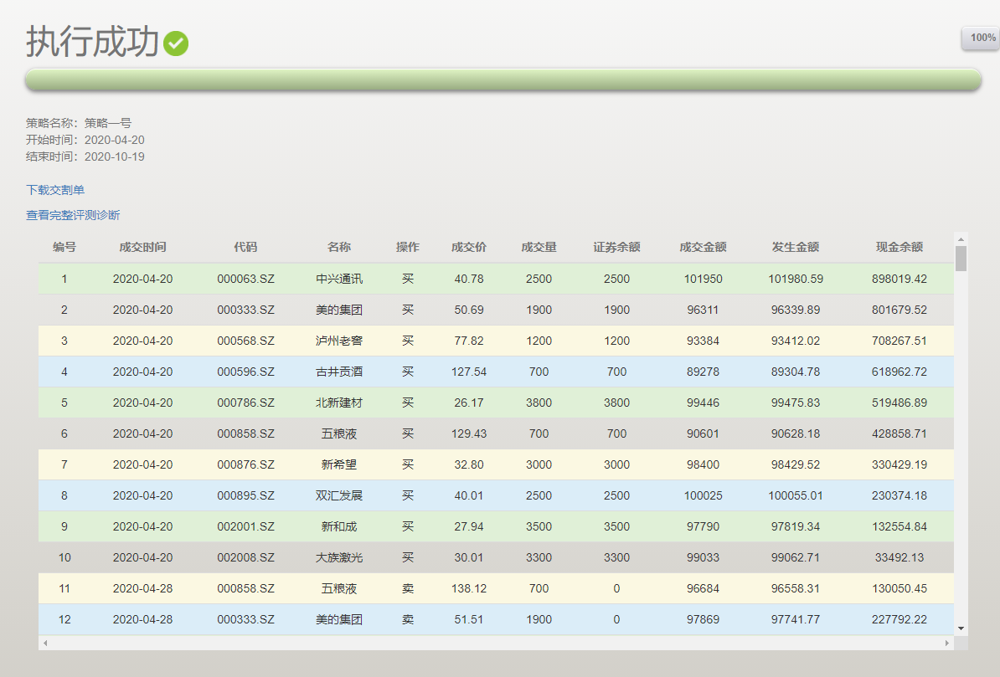 执行成功
100%
策略名称：策略一号
开始时间：2020-04-20
结束时间：2020-10-19
下载交割单
查看完整评测诊断
编号 成交时间 代码 名称 操作 成交价 成交量 证券余额 成交金额 发生金额 现金余额
1 2020-04-20 000063.SZ 中兴通讯 买 40.78 2500 2500 101950 101980.59 898019.42
2 2020-04-20 000333.SZ 美的集团 买 50.69 1900 1900 96311 96339.89 801679.52
3 2020-04-20 000568.SZ 泸州老窖 买 77.82 1200 1200 93384 93412.02 708267.51
4 2020-04-20 000596.SZ 古井贡酒 买 127.54 700 700 89278 89304.78 618962.72
5 2020-04-20 000786.SZ 北新建材 买 26.17 3800 3800 99446 99475.83 519486.89
6 2020-04-20 000858.SZ 五粮液 买 129.43 700 700 90601 90628.18 428858.71
7 2020-04-20 000876.SZ 新希望 买 32.80 3000 3000 98400 98429.52 330429.19
8 2020-04-20 000895.SZ 双汇发展 买 40.01 2500 2500 100025 100055.01 230374.18
9 2020-04-20 002001.SZ 新和成 买 27.94 3500 3500 97790 97819.34 132554.84
10 2020-04-20 002008.SZ 大族激光 买 30.01 3300 3300 99033 99062.71 33492.13
11 2020-04-28 000858.SZ 五粮液 卖 138.12 700 0 96684 96558.31 130050.45
12 2020-04-28 000333.SZ 美的集团 卖 51.51 1900 0 97869 97741.77 227792.22